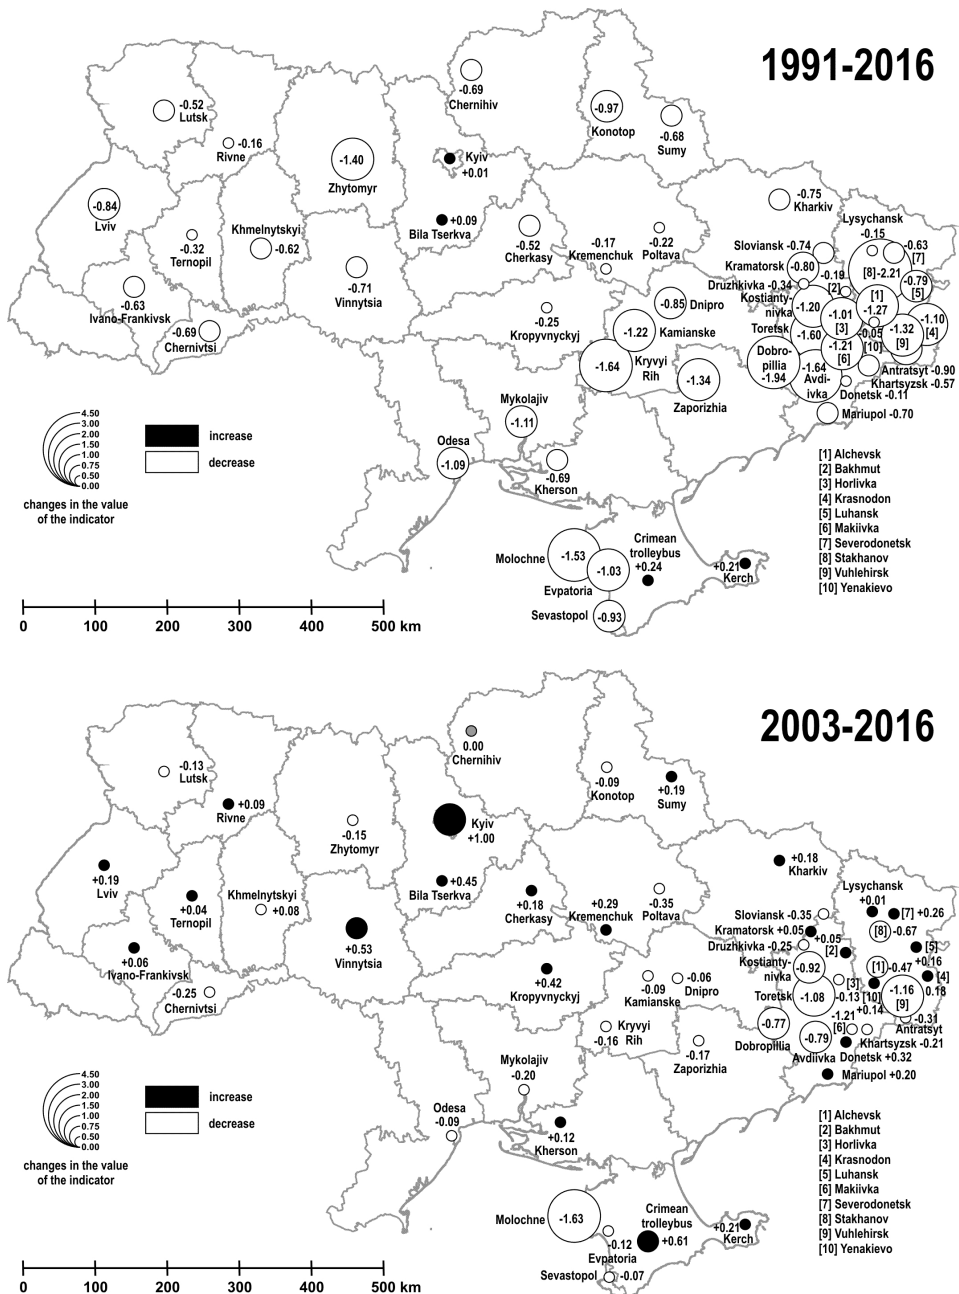 1991-2016
-0.69
Chernihiv
-0.52
Lutsk
-0.97
Konotop
-0.68
Sumy
-0.16
Rivne
-1.40
Zhytomyr
Kyiv
+0.01
-0.75
Kharkiv
-0.84
Lviv
-0.32
Ternopil
Khmelnytskyi
-0.62
+0.09
Bila Tserkva
-0.52
Cherkasy
-0.17
Kremenchuk
-0.22
Poltava
Lysychansk
-0.15
-0.63
[7]
Sloviansk -0.74
Kramatorsk -0.80
[8] -2.21
-0.79
[5]
-0.19
[2]
Druzhkivka -0.34
-0.71
Vinnytsia
-0.63
Ivano-Frankivsk
-0.69
Chernivtsi
-0.25
Kropyvnyckyj
-0.85 Dnipro
-1.22 Kamianske
Kostianty-
nivka
-1.20
[1]
-1.27
-1.01
[3]
-1.10
[4]
-1.32
[9]
Toretsk -1.60
-0.05
[10]
-1.21
[6]
-1.64 Kryvyi
Rih
Dobro-
pillia
-1.94
-1.64
Avdi-
ivka
Antratsyt -0.90
Khartsyzsk -0.57
Donetsk -0.11
Mariupol -0.70
-1.34
Zaporizhia
Mykolajiv
-1.11
Odesa
-1.09
-0.69
Kherson
4.50
3.00
2.00
1.50
1.00
0.75
0.50
0.00
increase
decrease
changes in the value
of the indicator
[1] Alchevsk
[2] Bakhmut
[3] Horlivka
[4] Krasnodon
[5] Luhansk
[6] Makiivka
[7] Severodonetsk
[8] Stakhanov
[9] Vuhlehirsk
[10] Yenakievo
Molochne -1.53
-1.03
Evpatoria
Crimean
trolleybus
+0.24
+0.21
Kerch
Sevastopol -0.93
0 100 200 300 400 500 km
2003-2016
0.00
Chernihiv
-0.13
Lutsk
-0.09
Konotop
+0.19
Sumy
+0.09
Rivne
-0.15
Zhytomyr
Kyiv
+1.00
+0.18
Kharkiv
+0.19
Lviv
+0.04
Ternopil
Khmelnytskyi
+0.08
+0.45
Bila Tserkva
+0.18
Cherkasy
+0.29
Kremenchuk
-0.35
Poltava
Lysychansk
+0.01
[7] +0.26
Sloviansk -0.35
Kramatorsk +0.05
[8] -0.67
+0.05
[2]
Druzhkivka -0.25
[5]
+0.16
+0.53
Vinnytsia
+0.06
Ivano-Frankivsk
-0.25
Chernivtsi
+0.42
Kropyvnyckyj
-0.09
Kamianske
-0.06
Dnipro
Kostianty-
nivka
-0.92
[1] -0.47
[4]
0.18
[3]
-0.13
Toretsk -1.08
[10]
+0.14
-1.16
[9]
-1.21
[6]
-0.31
Antratsyt
Khartsyzsk -0.21
-0.77
Dobropillia
-0.79
Avdiivka
Donetsk +0.32
Mariupol +0.20
Kryvyi
-0.16 Rih
-0.17
Zaporizhia
Mykolajiv
-0.20
Odesa
-0.09
+0.12
Kherson
4.50
3.00
2.00
1.50
1.00
0.75
0.50
0.00
increase
decrease
changes in the value
of the indicator
[1] Alchevsk
[2] Bakhmut
[3] Horlivka
[4] Krasnodon
[5] Luhansk
[6] Makiivka
[7] Severodonetsk
[8] Stakhanov
[9] Vuhlehirsk
[10] Yenakievo
Molochne -1.63
-0.12
Evpatoria
Crimean
trolleybus
+0.61
+0.21
Kerch
Sevastopol -0.07
0 100 200 300 400 500 km